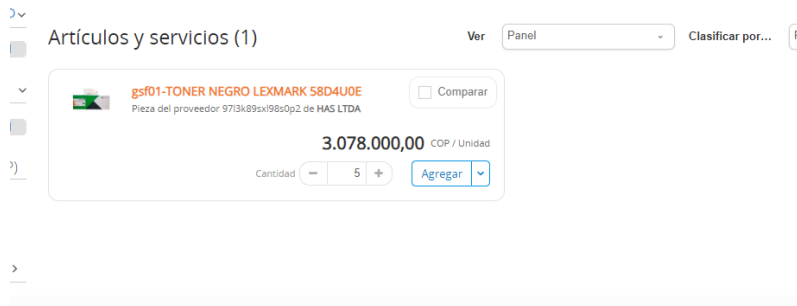 Artículos y servicios (1)
Ver
Panel
Clasificar por...
gsf01-TONER NEGRO LEXMARK 58D4U0E
Comparar
Pieza del proveedor 97l3k89sxl98s0p2 de HAS LTDA
3.078.000,00 COP / Unidad
Cantidad
5
Agregar